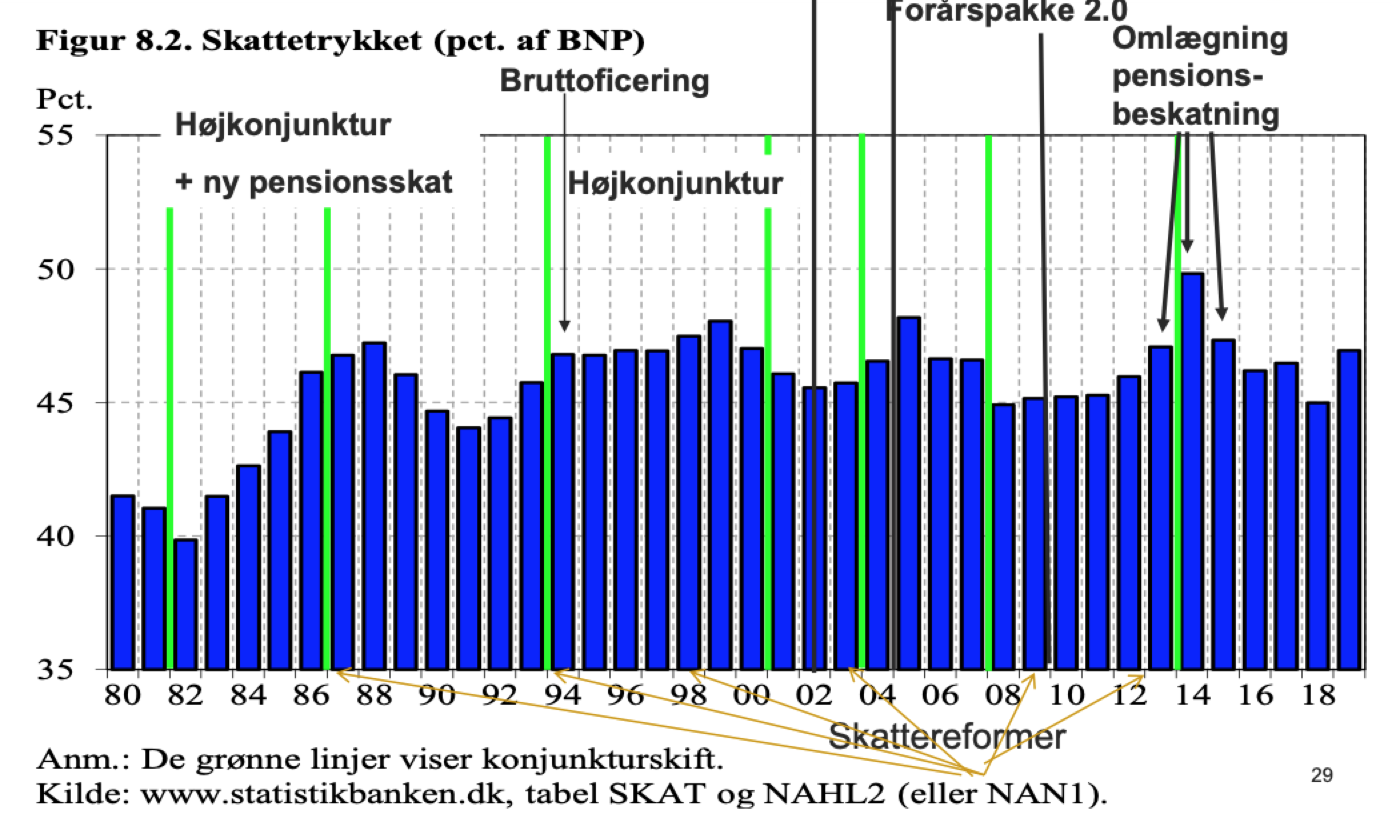 Forårspakke 2.0
Figur 8.2. Skattetrykket (pct. af BNP)
Omlægning
pensions-
beskatning
Bruttoficering
Pct.
Højkonjunktur
+ ny pensionsskat
Højkonjunktur
55
50
45
40
35
80 82 84 86 88 90 92 94 96 98 00 02 04 06 08 10 12 14 16 18
Skattereformer
Anm.: De grønne linjer viser konjunkturskift.
Kilde: www.statistikbanken.dk, tabel SKAT og NAHL2 (eller NAN1).
29